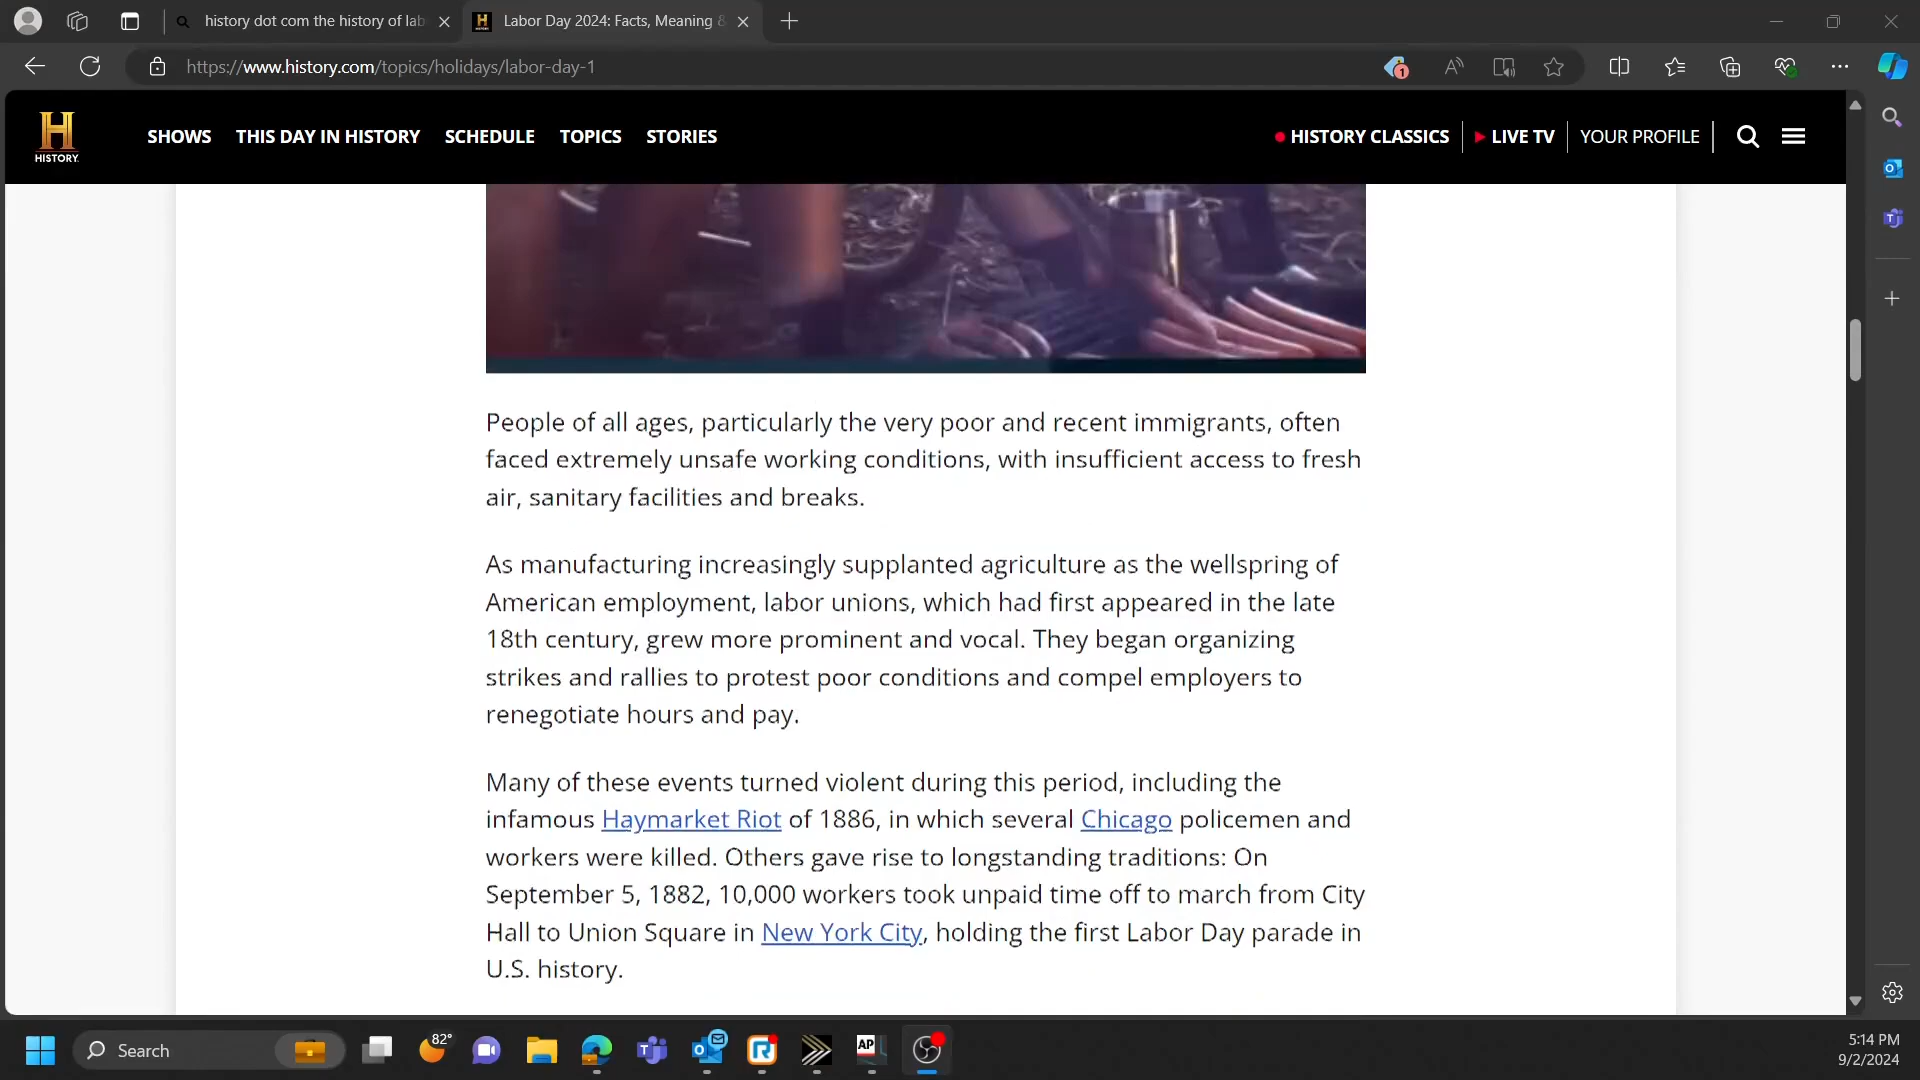 history dot com the history of lab
Labor Day 2024: Facts, Meaning &
https://www.history.com/topics/holidays/labor-day-1
1
H
HISTORY
SHOWS THIS DAY IN HISTORY SCHEDULE TOPICS STORIES
HISTORY CLASSICS LIVE TV YOUR PROFILE
People of all ages, particularly the very poor and recent immigrants, often
faced extremely unsafe working conditions, with insufficient access to fresh
air, sanitary facilities and breaks.
As manufacturing increasingly supplanted agriculture as the wellspring of
American employment, labor unions, which had first appeared in the late
18th century, grew more prominent and vocal. They began organizing
strikes and rallies to protest poor conditions and compel employers to
renegotiate hours and pay.
Many of these events turned violent during this period, including the
infamous Haymarket Riot of 1886, in which several Chicago policemen and
workers were killed. Others gave rise to longstanding traditions: On
September 5, 1882, 10,000 workers took unpaid time off to march from City
Hall to Union Square in New York City, holding the first Labor Day parade in
U.S. history.
Search
82°
AP
5:14 PM
9/2/2024